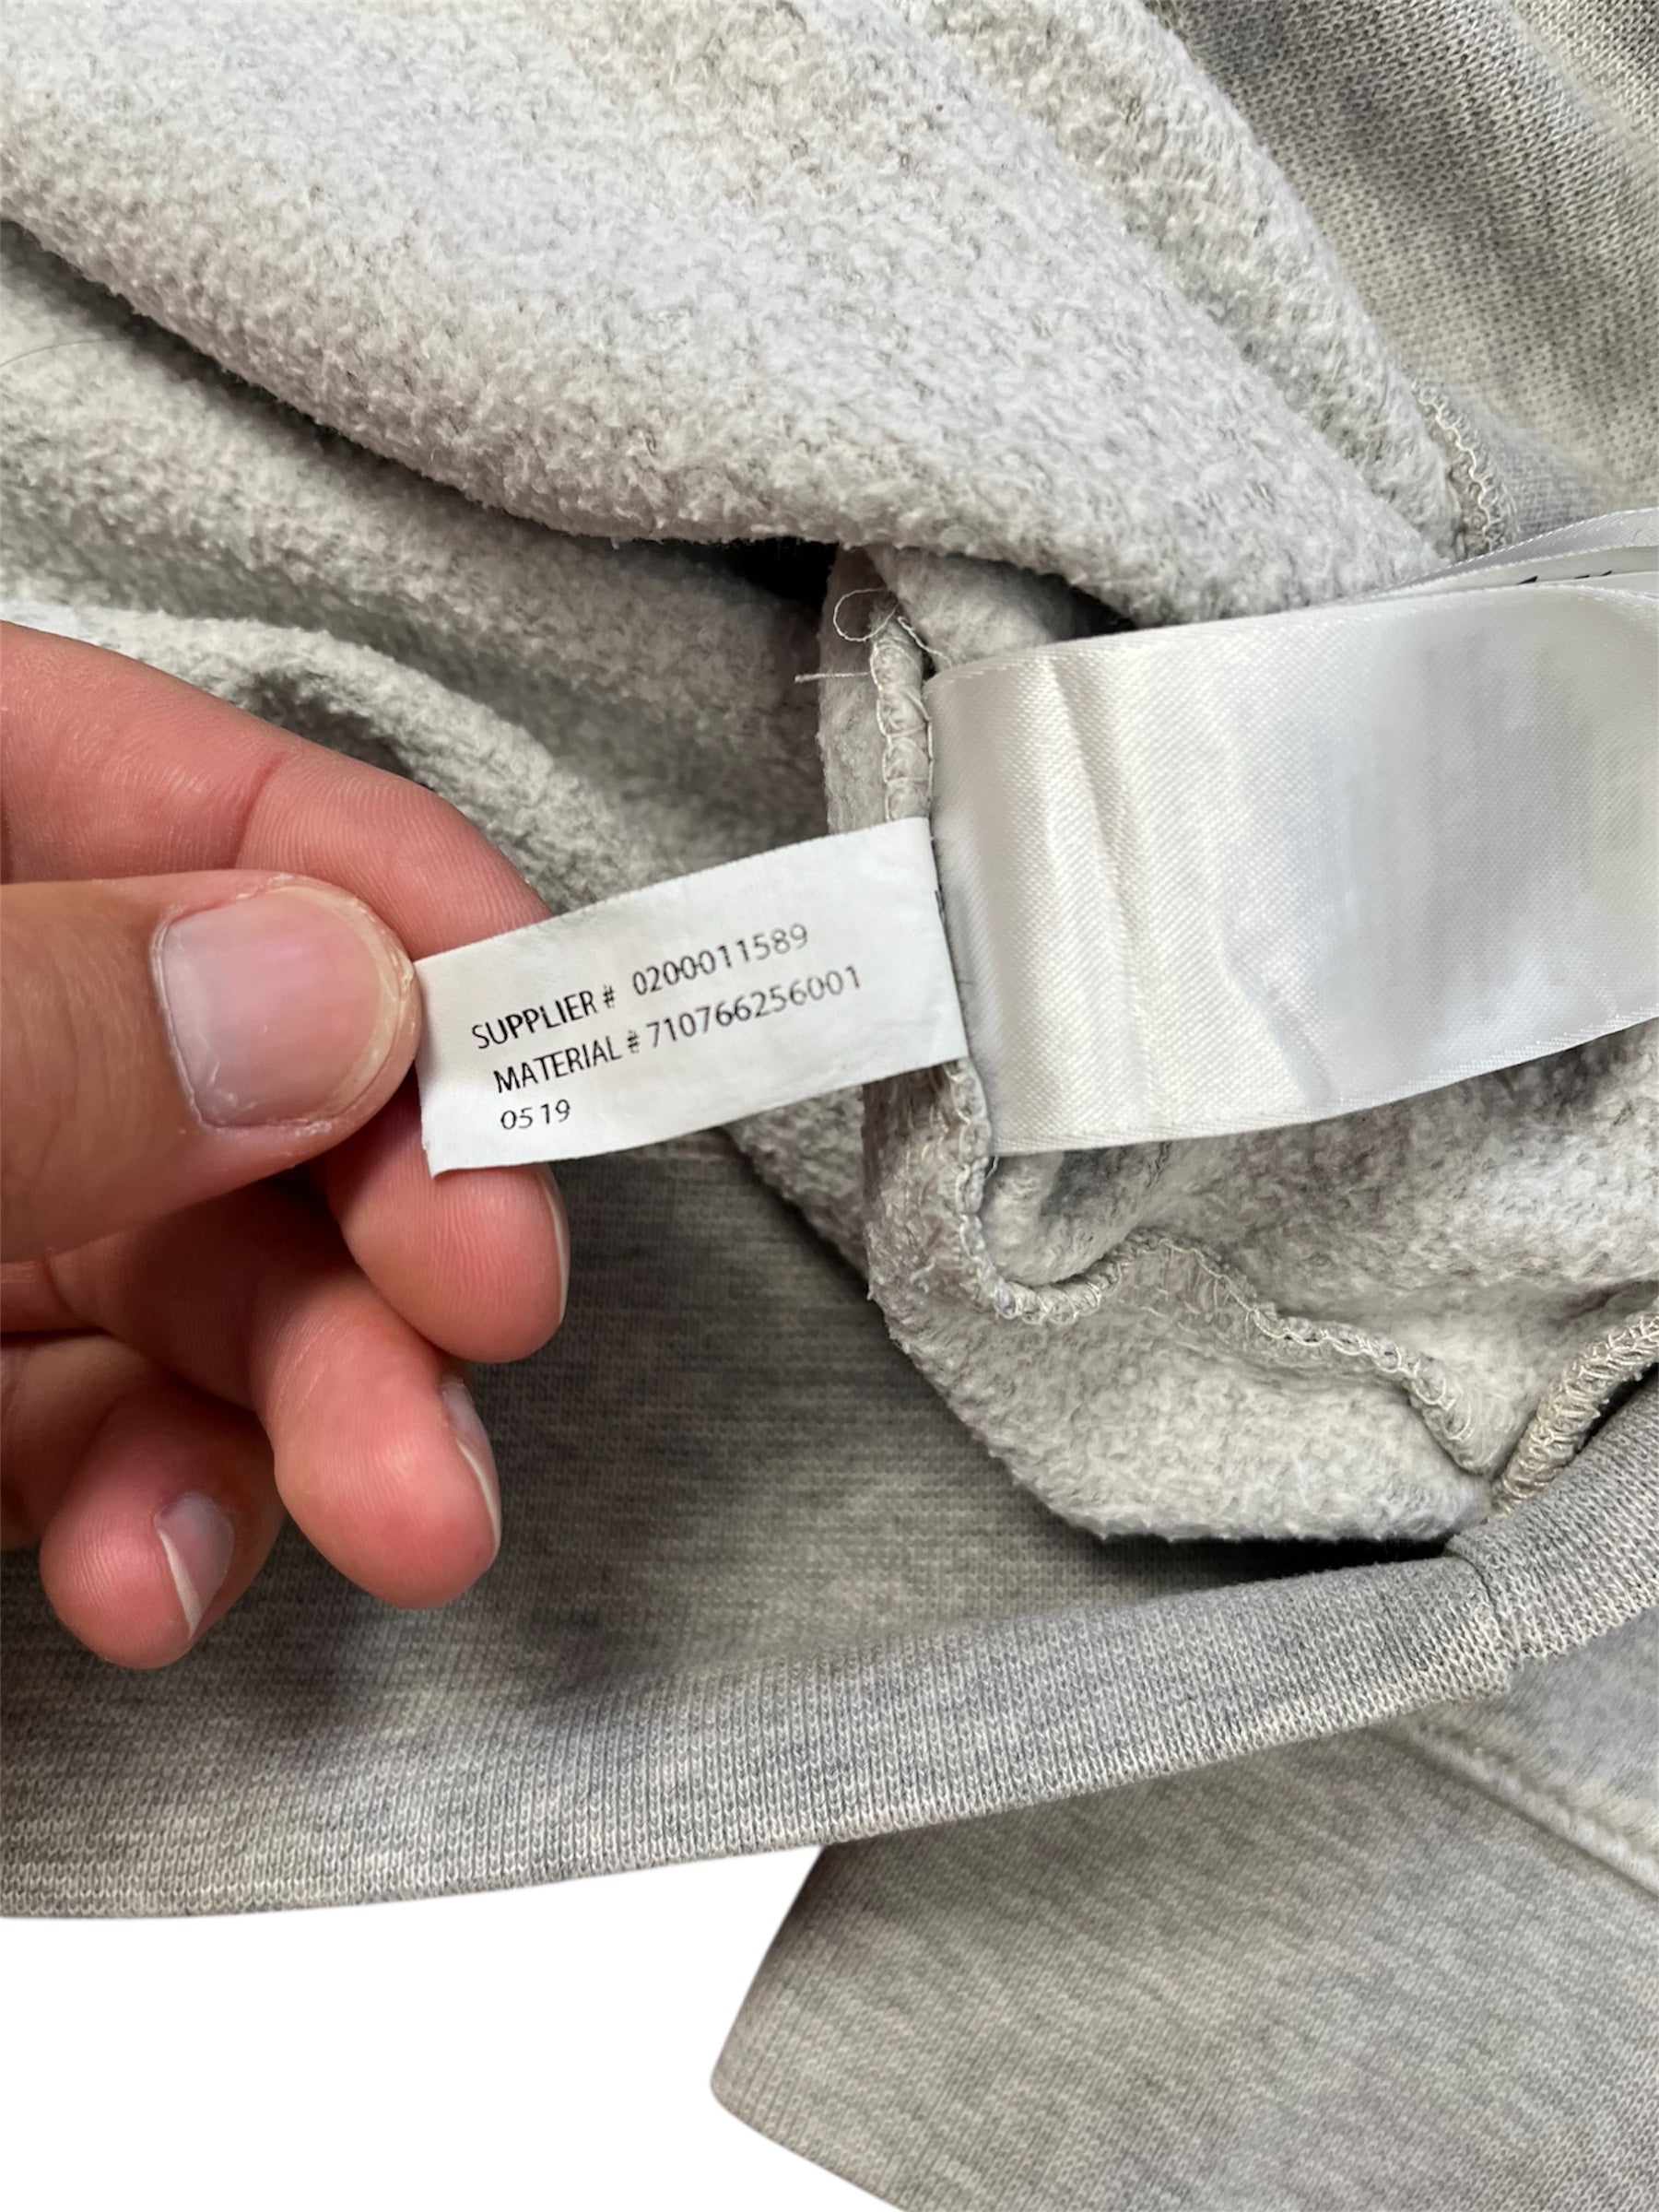 SUPPLIER # 0200011589
MATERIAL # 710766256001
0519